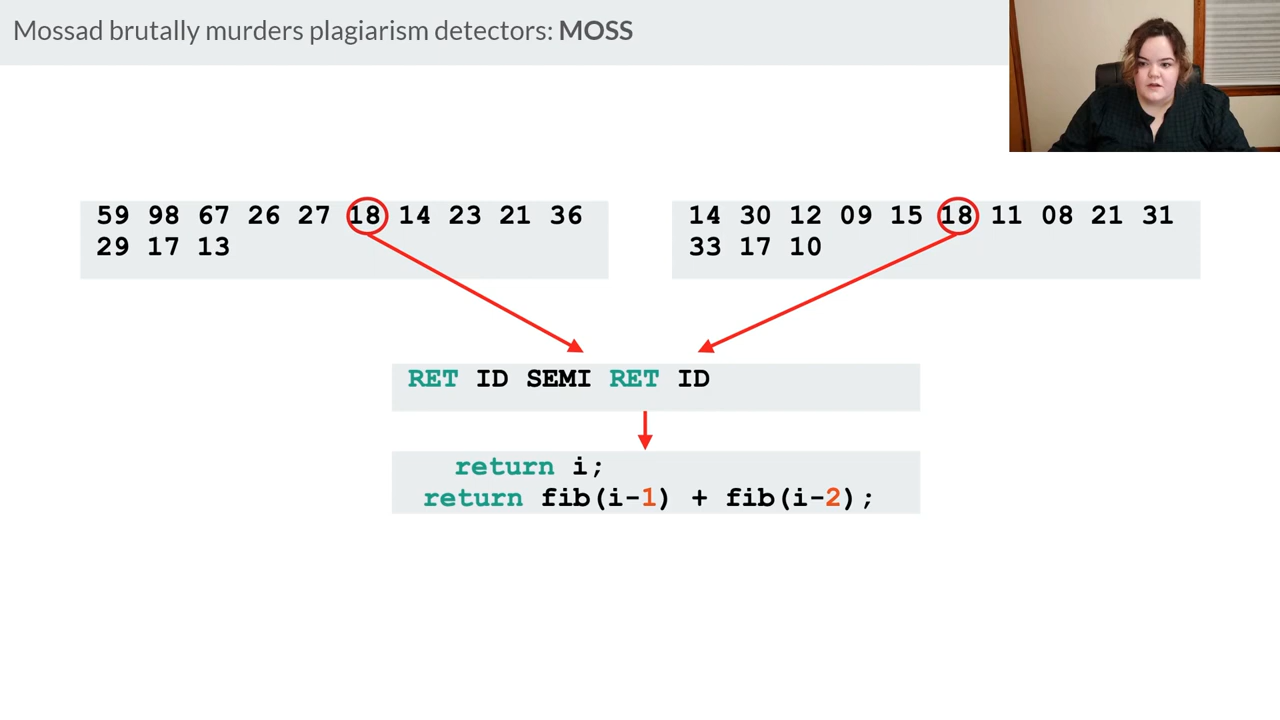 Mossad brutally murders plagiarism detectors: MOSS
59 98 67 26 27 18 14 23 21 36
29 17 13
14 30 12 09 15 18 11 08 21 31
33 17 10
RET ID SEMI RET ID
return i;
return fib(i-1) + fib(i-2);